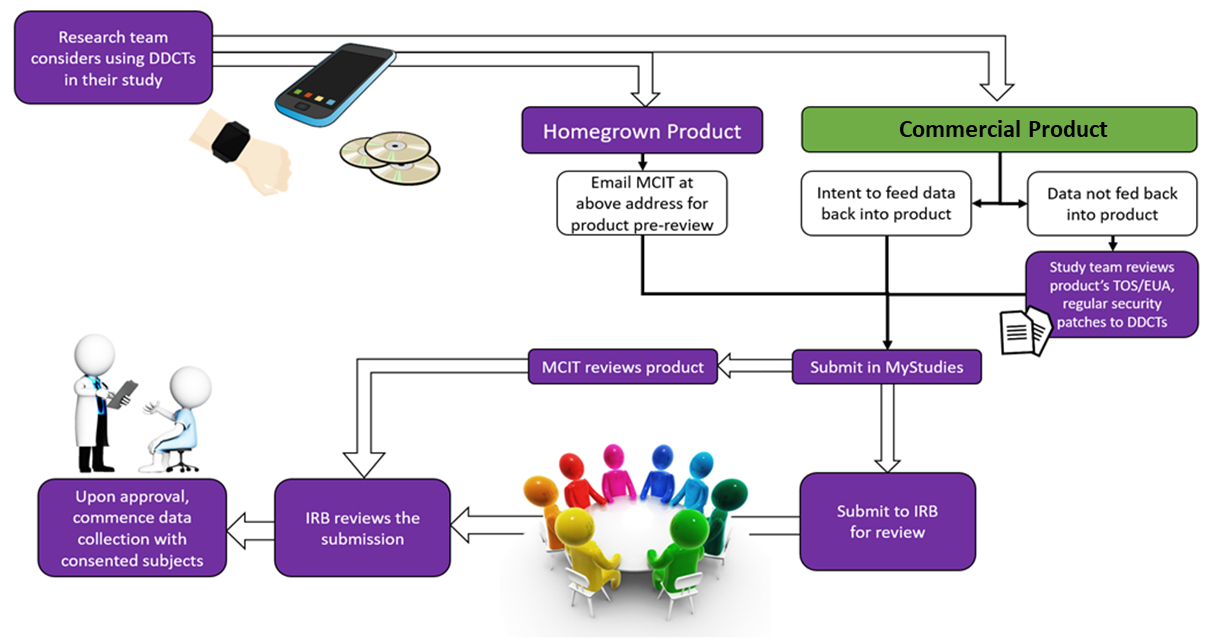 Research team
considers using DDCTs
in their study
Homegrown Product
Commercial Product
Email MCIT at
above address for
product pre-review
Intent to feed data
back into product
Data not fed back
into product
Study team reviews
product's TOS/EUA,
regular security
patches to DDCTs
MCIT reviews product
Submit in MyStudies
Upon approval,
commence data
collection with
consented subjects
IRB reviews the
submission
Submit to IRB
for review